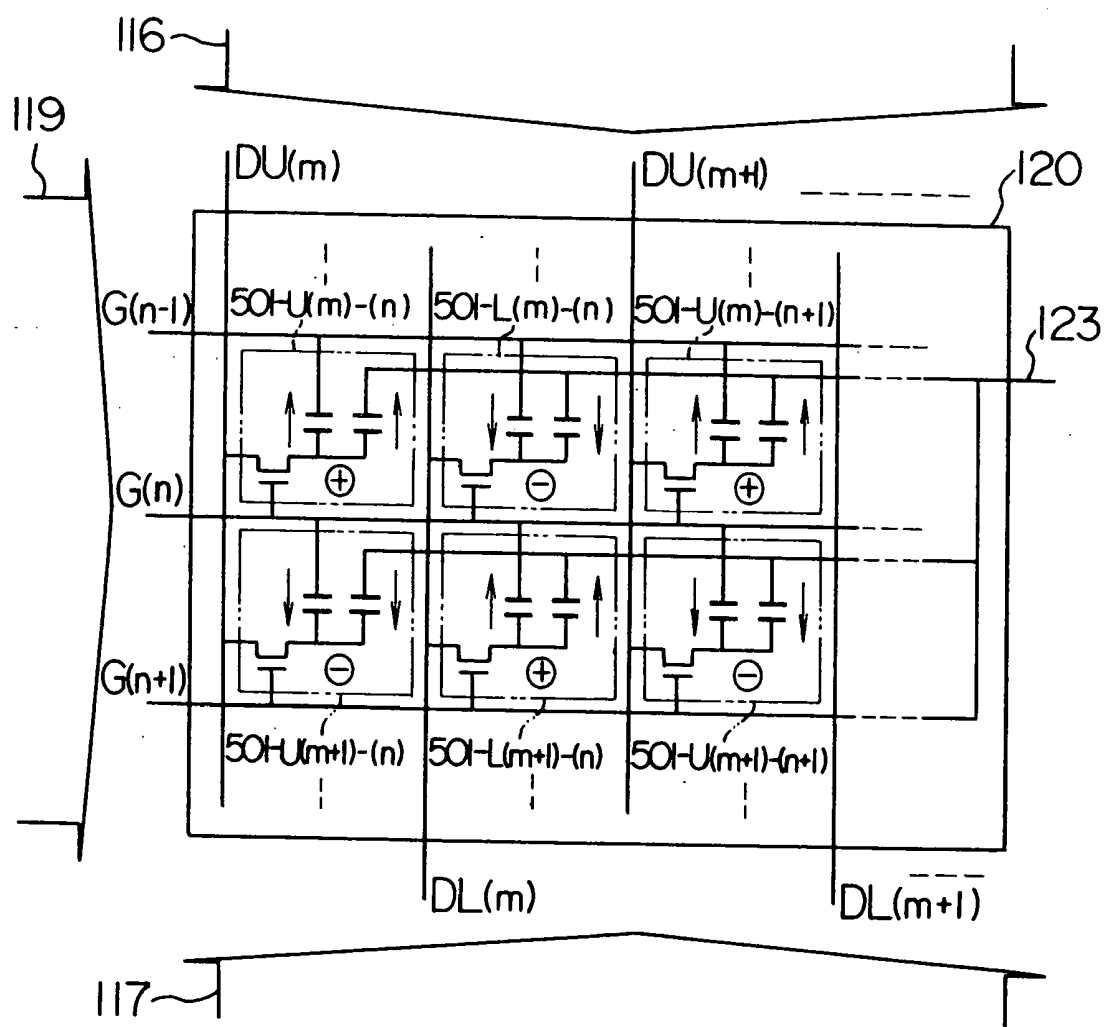 116
119
DU(m)
DU(m+1)
120
G(n-1)
501-U(m)-(n)
501-L(m)-(n)
501-U(m)-(n+1)
123
+
-
+
G(n)
-
+
-
G(n+1)
501-U(m+1)-(n)
501-L(m+1)-(n)
501-U(m+1)-(n+1)
DL(m)
DL(m+1)
117